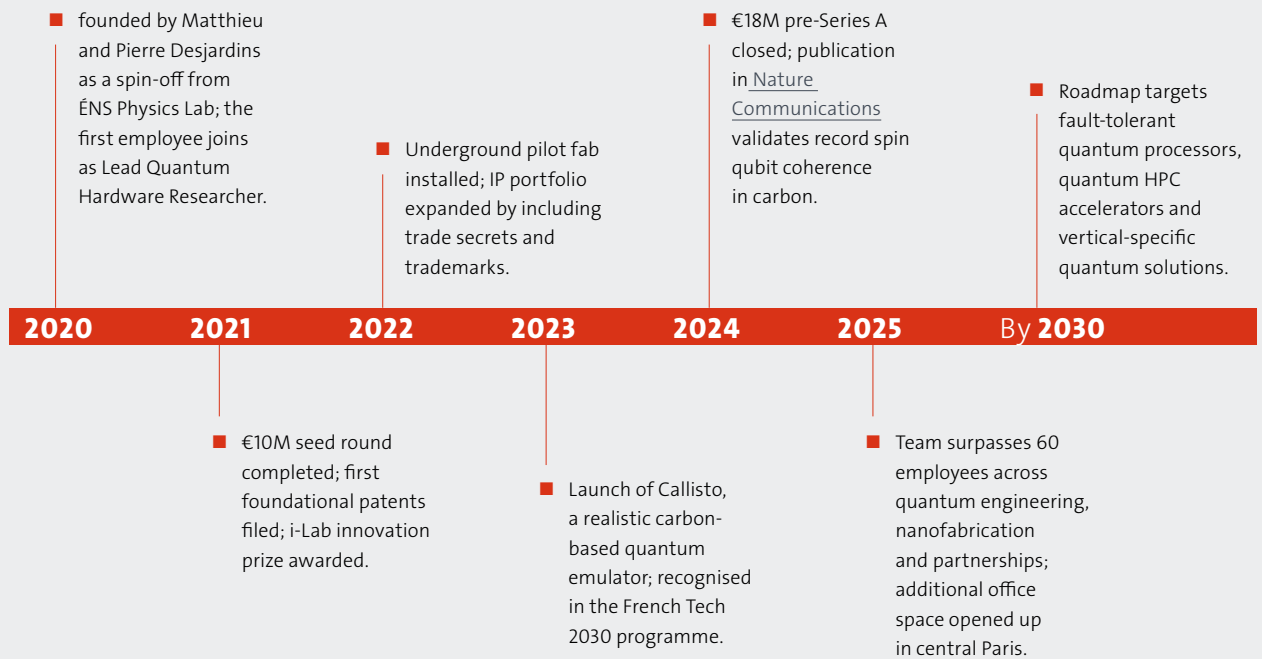 founded by Matthieu
and Pierre Desjardins
as a spin-off from
ÉNS Physics Lab; the
first employee joins
as Lead Quantum
Hardware Researcher.
Underground pilot fab
installed; IP portfolio
expanded by including
trade secrets and
trademarks.
€18M pre-Series A
closed; publication
in Nature
Communications
validates record spin
qubit coherence
in carbon.
Roadmap targets
fault-tolerant
quantum processors,
quantum HPC
accelerators and
vertical-specific
quantum solutions.
2020 2021 2022 2023 2024 2025 By 2030
€10M seed round
completed; first
foundational patents
filed; i-Lab innovation
prize awarded.
Launch of Callisto,
a realistic carbon-
based quantum
emulator; recognised
in the French Tech
2030 programme.
Team surpasses 60
employees across
quantum engineering,
nanofabrication
and partnerships;
additional office
space opened up
in central Paris.